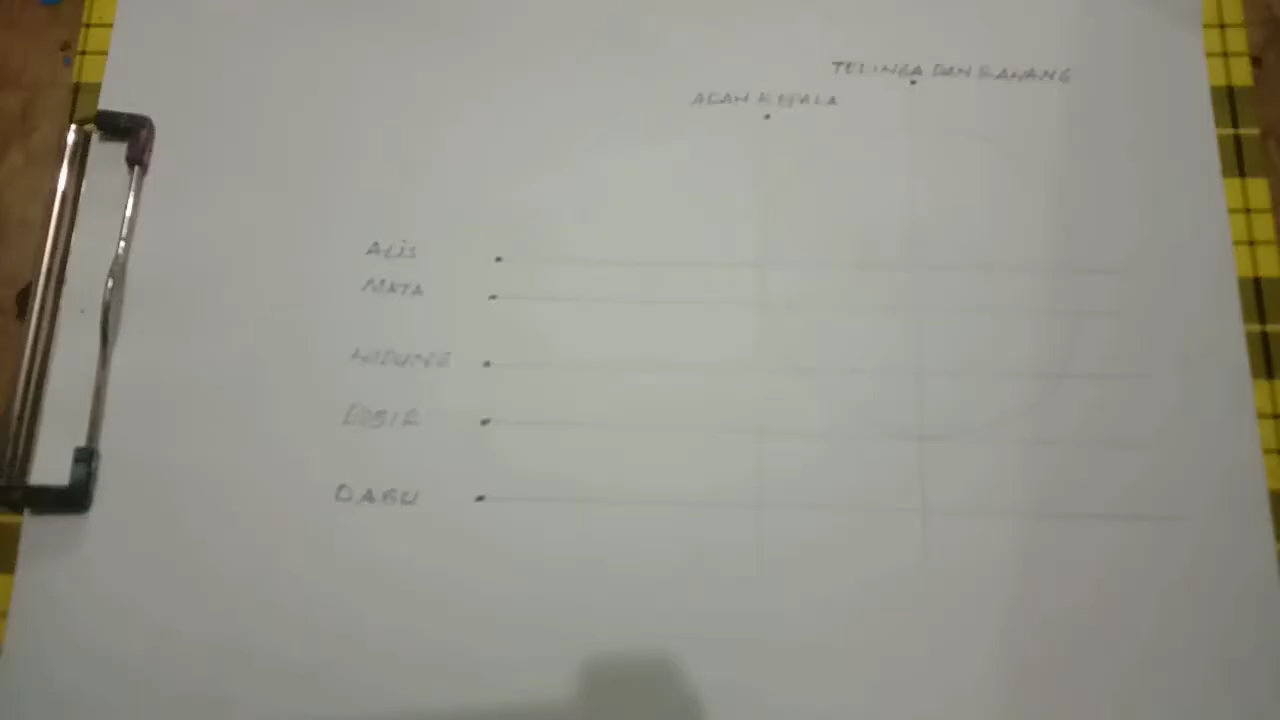 TELINGA DAN RAHANG
ARAH KEPALA
ALiS
MATA
HIDUNG
BIBIR
DAGU